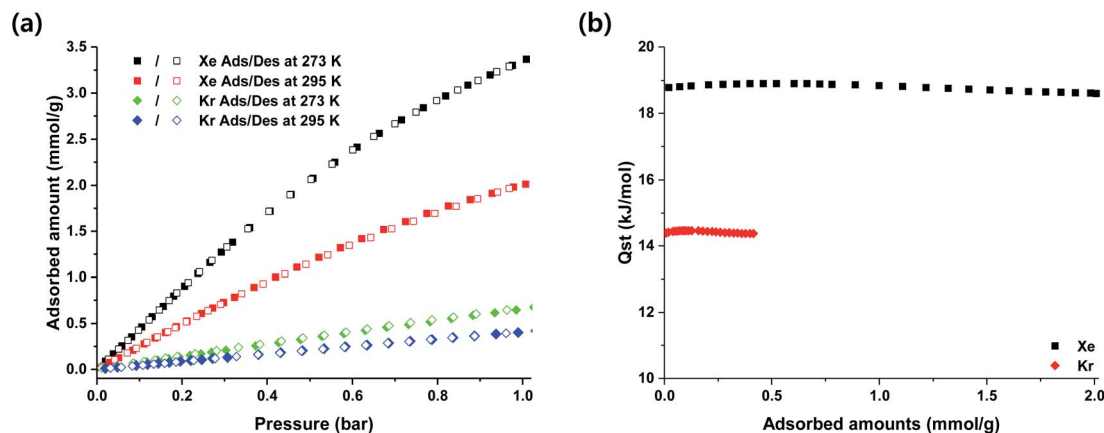 (a)
Adsorbed amount (mmol/g)
3.5
3.0
2.5
2.0
1.5
1.0
0.5
0.0
/ Xe Ads/Des at 273 K
/ Xe Ads/Des at 295 K
/ Kr Ads/Des at 273 K
/ Kr Ads/Des at 295 K
0.0 0.2 0.4 0.6 0.8 1.0
Pressure (bar)
(b)
Qst (kJ/mol)
20
18
16
14
12
10
Xe
Kr
0.0 0.5 1.0 1.5 2.0
Adsorbed amounts (mmol/g)